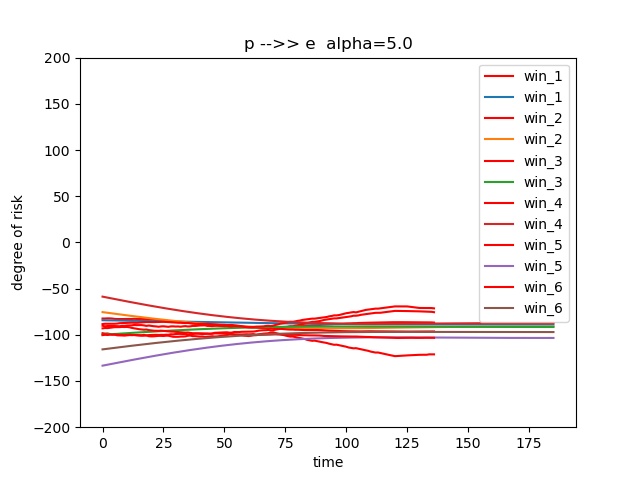 p -->> e  alpha=5.0
200
150
100
50
0
−50
−100
−150
−200
degree of risk
0
25
50
75
100
125
150
175
time
win_1
win_1
win_2
win_2
win_3
win_3
win_4
win_4
win_5
win_5
win_6
win_6